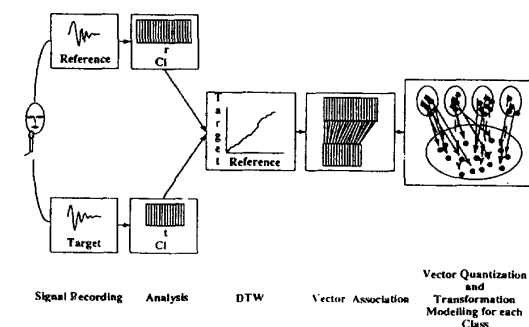 Reference
r
Ci
Target
Reference
t
Ci
Target
Signal Recording
Analysis
DTW
Vector Association
Vector Quantization
and
Transformation
Modelling for each
Class